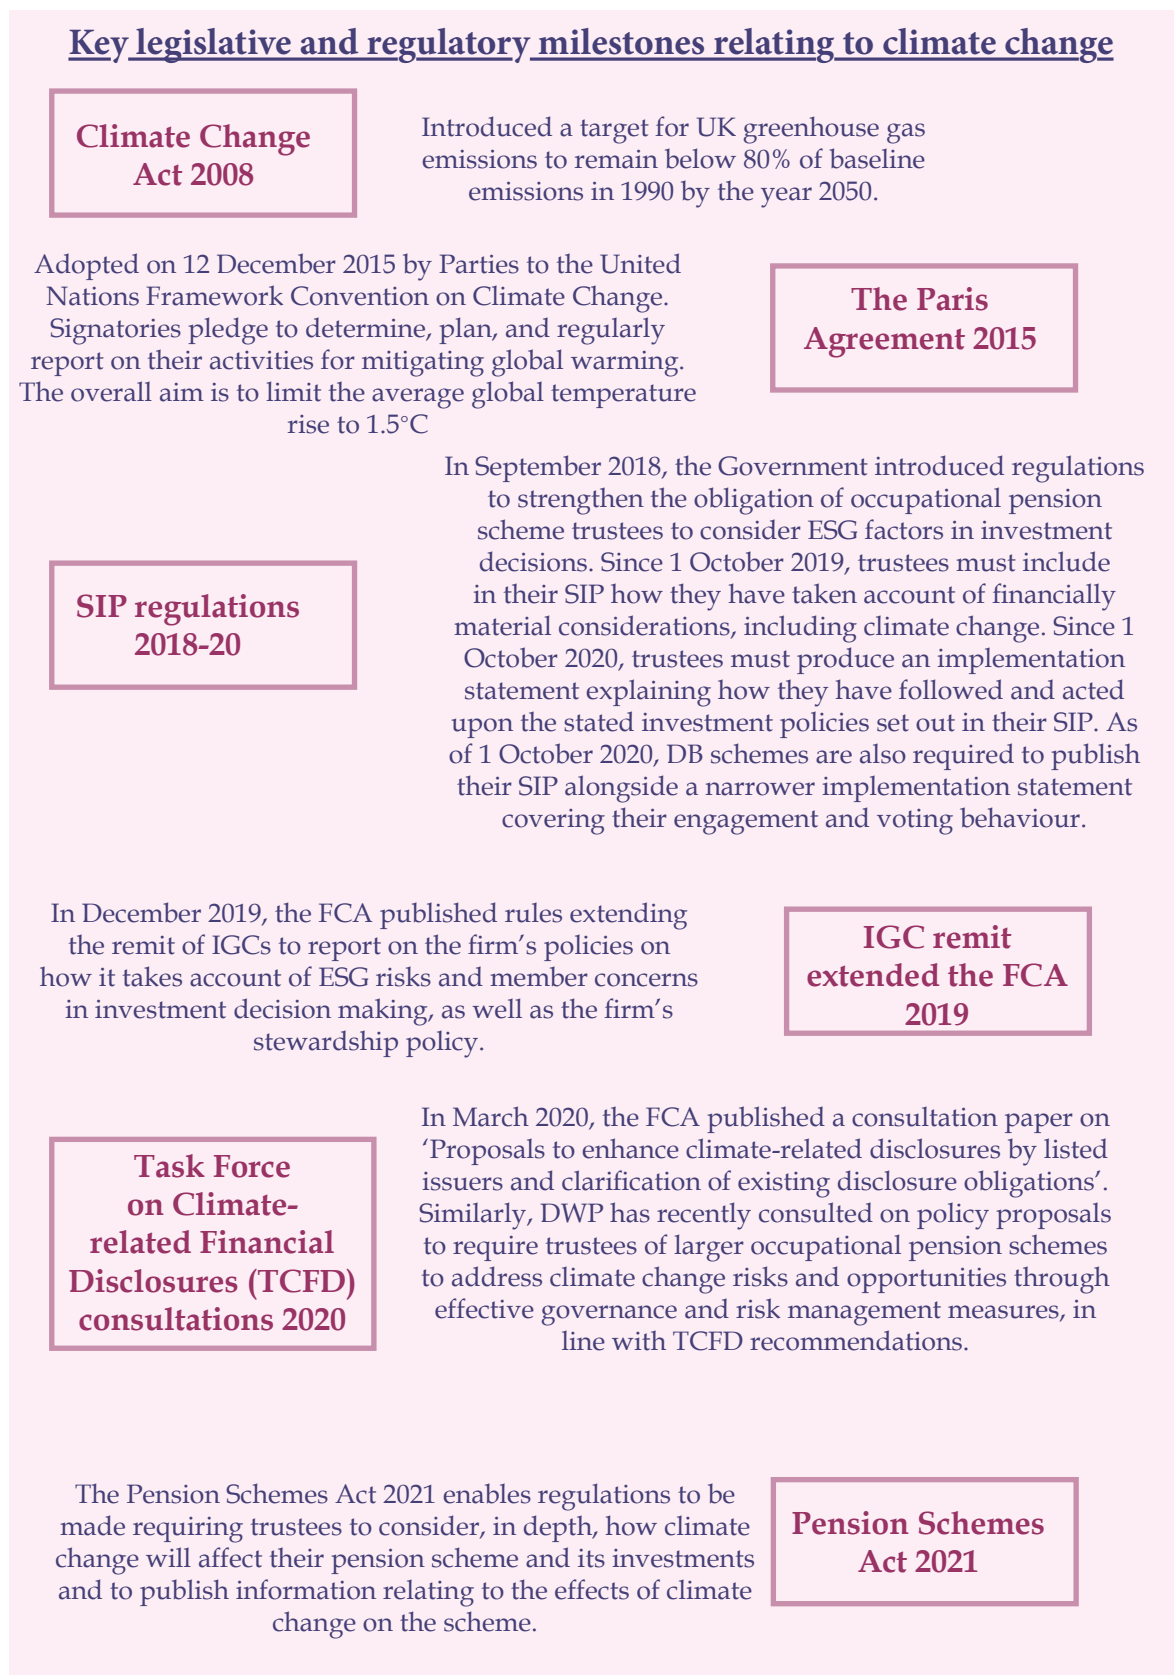 Key legislative and regulatory milestones relating to climate change
Climate Change
Act 2008
Introduced a target for UK greenhouse gas
emissions to remain below 80% of baseline
emissions in 1990 by the year 2050.
Adopted on 12 December 2015 by Parties to the United
Nations Framework Convention on Climate Change.
Signatories pledge to determine, plan, and regularly
report on their activities for mitigating global warming.
The overall aim is to limit the average global temperature
rise to 1.5°C
The Paris
Agreement 2015
SIP regulations
2018-20
In September 2018, the Government introduced regulations
to strengthen the obligation of occupational pension
scheme trustees to consider ESG factors in investment
decisions. Since 1 October 2019, trustees must include
in their SIP how they have taken account of financially
material considerations, including climate change. Since 1
October 2020, trustees must produce an implementation
statement explaining how they have followed and acted
upon the stated investment policies set out in their SIP. As
of 1 October 2020, DB schemes are also required to publish
their SIP alongside a narrower implementation statement
covering their engagement and voting behaviour.
In December 2019, the FCA published rules extending
the remit of IGCs to report on the firm's policies on
how it takes account of ESG risks and member concerns
in investment decision making, as well as the firm's
stewardship policy.
IGC remit
extended the FCA
2019
Task Force
on Climate-
related Financial
Disclosures (TCFD)
consultations 2020
In March 2020, the FCA published a consultation paper on
‘Proposals to enhance climate-related disclosures by listed
issuers and clarification of existing disclosure obligations’.
Similarly, DWP has recently consulted on policy proposals
to require trustees of larger occupational pension schemes
to address climate change risks and opportunities through
effective governance and risk management measures, in
line with TCFD recommendations.
The Pension Schemes Act 2021 enables regulations to be
made requiring trustees to consider, in depth, how climate
change will affect their pension scheme and its investments
and to publish information relating to the effects of climate
change on the scheme.
Pension Schemes
Act 2021